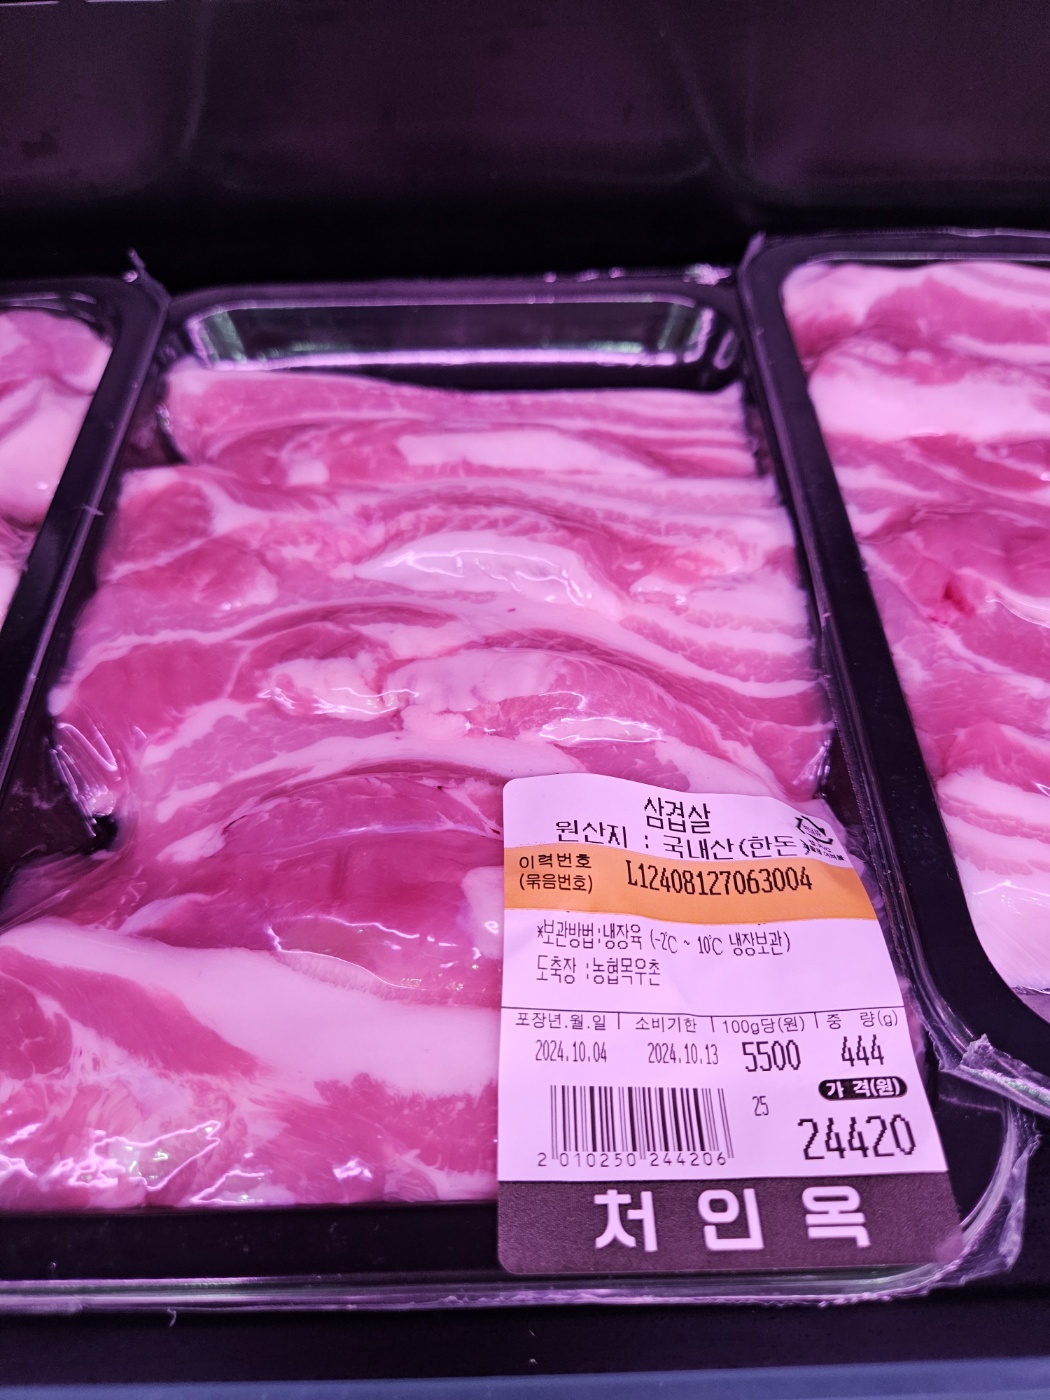 삼겹살
원산지 : 국내산(한돈)
이력번호
(묶음번호)
L12408127063004
*보관방법:냉장육 (-2℃ ~ 10℃ 냉장보관)
도축장 :농협목우촌
포장년.월.일 소비기한 100g당(원) 중 량(g)
2024.10.04 2024.10.13 5500 444
가 격(원)
25
24420
2 010250 244206
처인옥